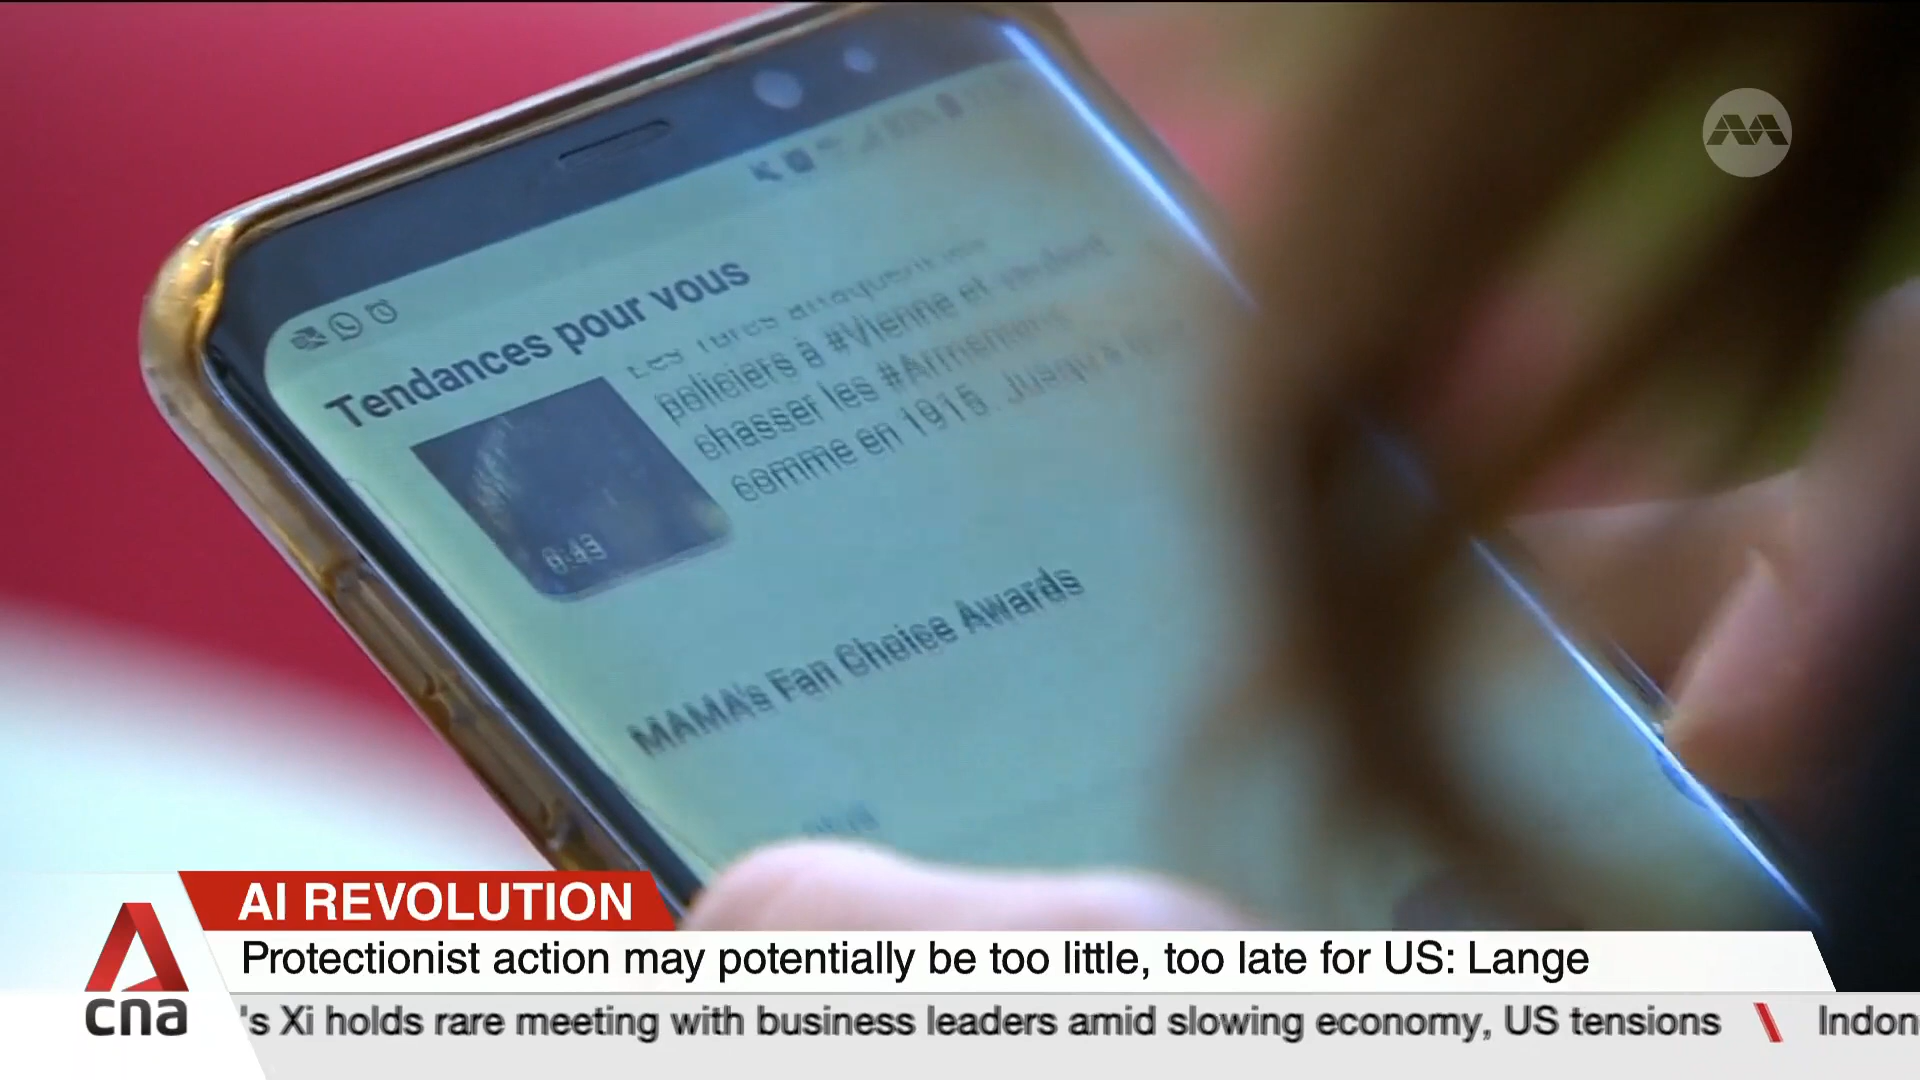 Tendances pour vous
policiers à #Vienne et
chasser les #Arméniens
comme en 1915. Jusqu'à
0:43
MAMA's Fan Choice Awards
AI REVOLUTION
Protectionist action may potentially be too little, too late for US: Lange
cna
's Xi holds rare meeting with business leaders amid slowing economy, US tensions
Indon